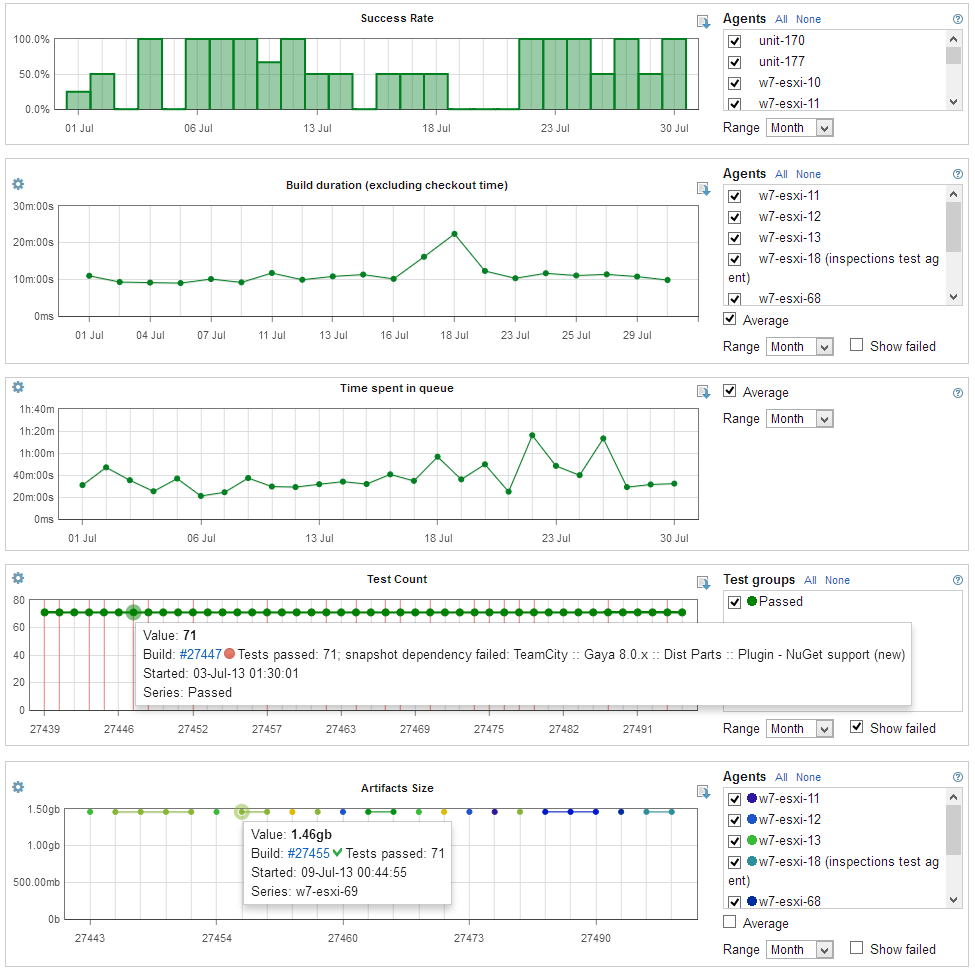 Success Rate
100.0%
50.0%
0.0%
01 Jul 06 Jul 13 Jul 18 Jul 23 Jul 30 Jul
Agents All None
unit-170
unit-177
w7-esxi-10
w7-esxi-11
Range Month
Build duration (excluding checkout time)
30m:00s
20m:00s
10m:00s
0ms
01 Jul 04 Jul 07 Jul 11 Jul 13 Jul 16 Jul 18 Jul 23 Jul 25 Jul 29 Jul
Agents All None
w7-esxi-11
w7-esxi-12
w7-esxi-13
w7-esxi-18 (inspections test ag
ent)
w7-esxi-68
Average
Range Month Show failed
Time spent in queue
1h:40m
1h:20m
1h:00m
40m:00s
20m:00s
0ms
01 Jul 06 Jul 13 Jul 18 Jul 23 Jul 30 Jul
Average
Range Month
Test Count
80
60
40
20
0
27439 27446 27452 27457 27463 27469 27475 27482 27491
Value: 71
Build: #27447 Tests passed: 71; snapshot dependency failed: TeamCity :: Gaya 8.0.x :: Dist Parts :: Plugin - NuGet support (new)
Started: 03-Jul-13 01:30:01
Series: Passed
Test groups All None
Passed
Range Month Show failed
Artifacts Size
1.50gb
1.00gb
500.00mb
0b
27443 27454 27460 27473 27490
Value: 1.46gb
Build: #27455 Tests passed: 71
Started: 09-Jul-13 00:44:55
Series: w7-esxi-69
Agents All None
w7-esxi-11
w7-esxi-12
w7-esxi-13
w7-esxi-18 (inspections test ag
ent)
w7-esxi-68
Average
Range Month Show failed